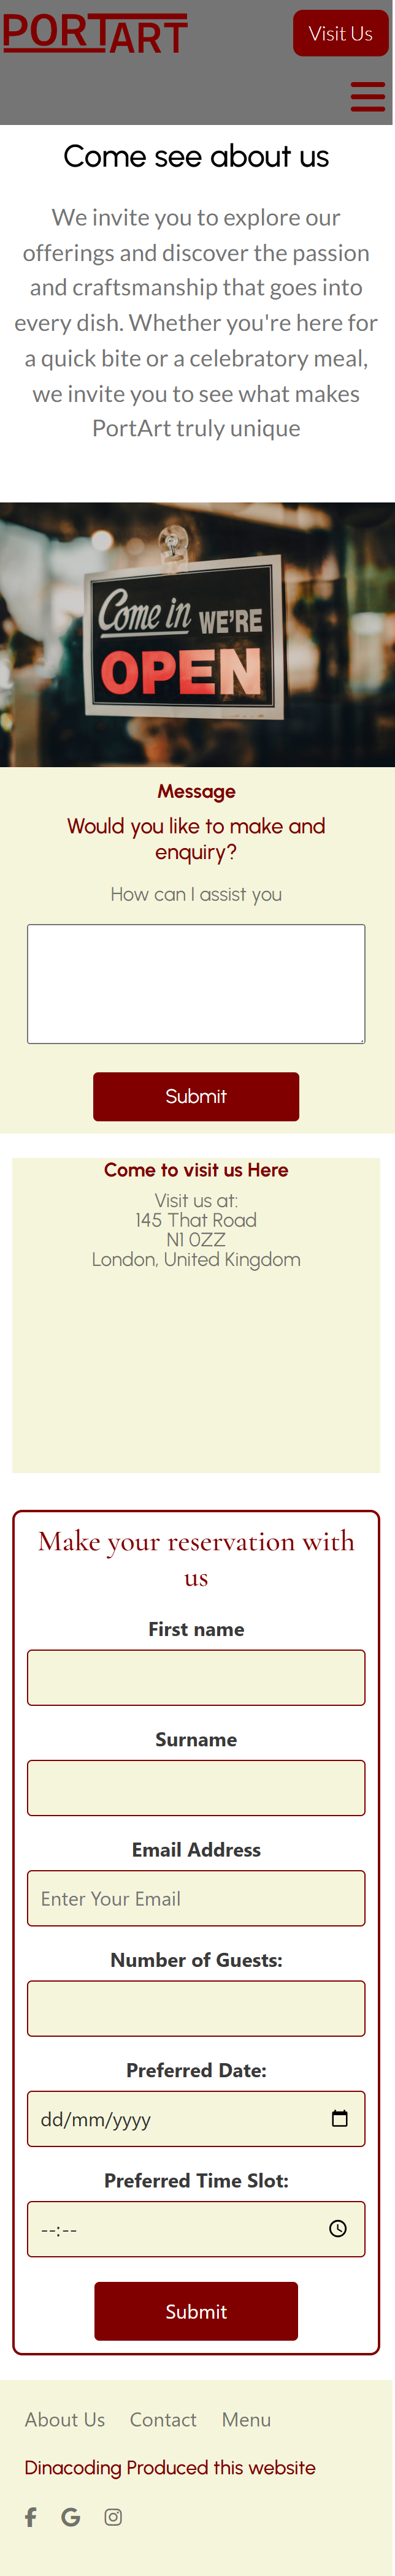 PORTART
Visit Us
Come see about us
We invite you to explore our
offerings and discover the passion
and craftsmanship that goes into
every dish. Whether you're here for
a quick bite or a celebratory meal,
we invite you to see what makes
PortArt truly unique
Come in WE'RE
OPEN
Message
Would you like to make and
enquiry?
How can I assist you
Submit
Come to visit us Here
Visit us at:
145 That Road
N1 0ZZ
London, United Kingdom
Make your reservation with
us
First name
Surname
Email Address
Enter Your Email
Number of Guests:
Preferred Date:
dd/mm/yyyy
Preferred Time Slot:
--:--
Submit
About Us Contact Menu
Dinacoding Produced this website